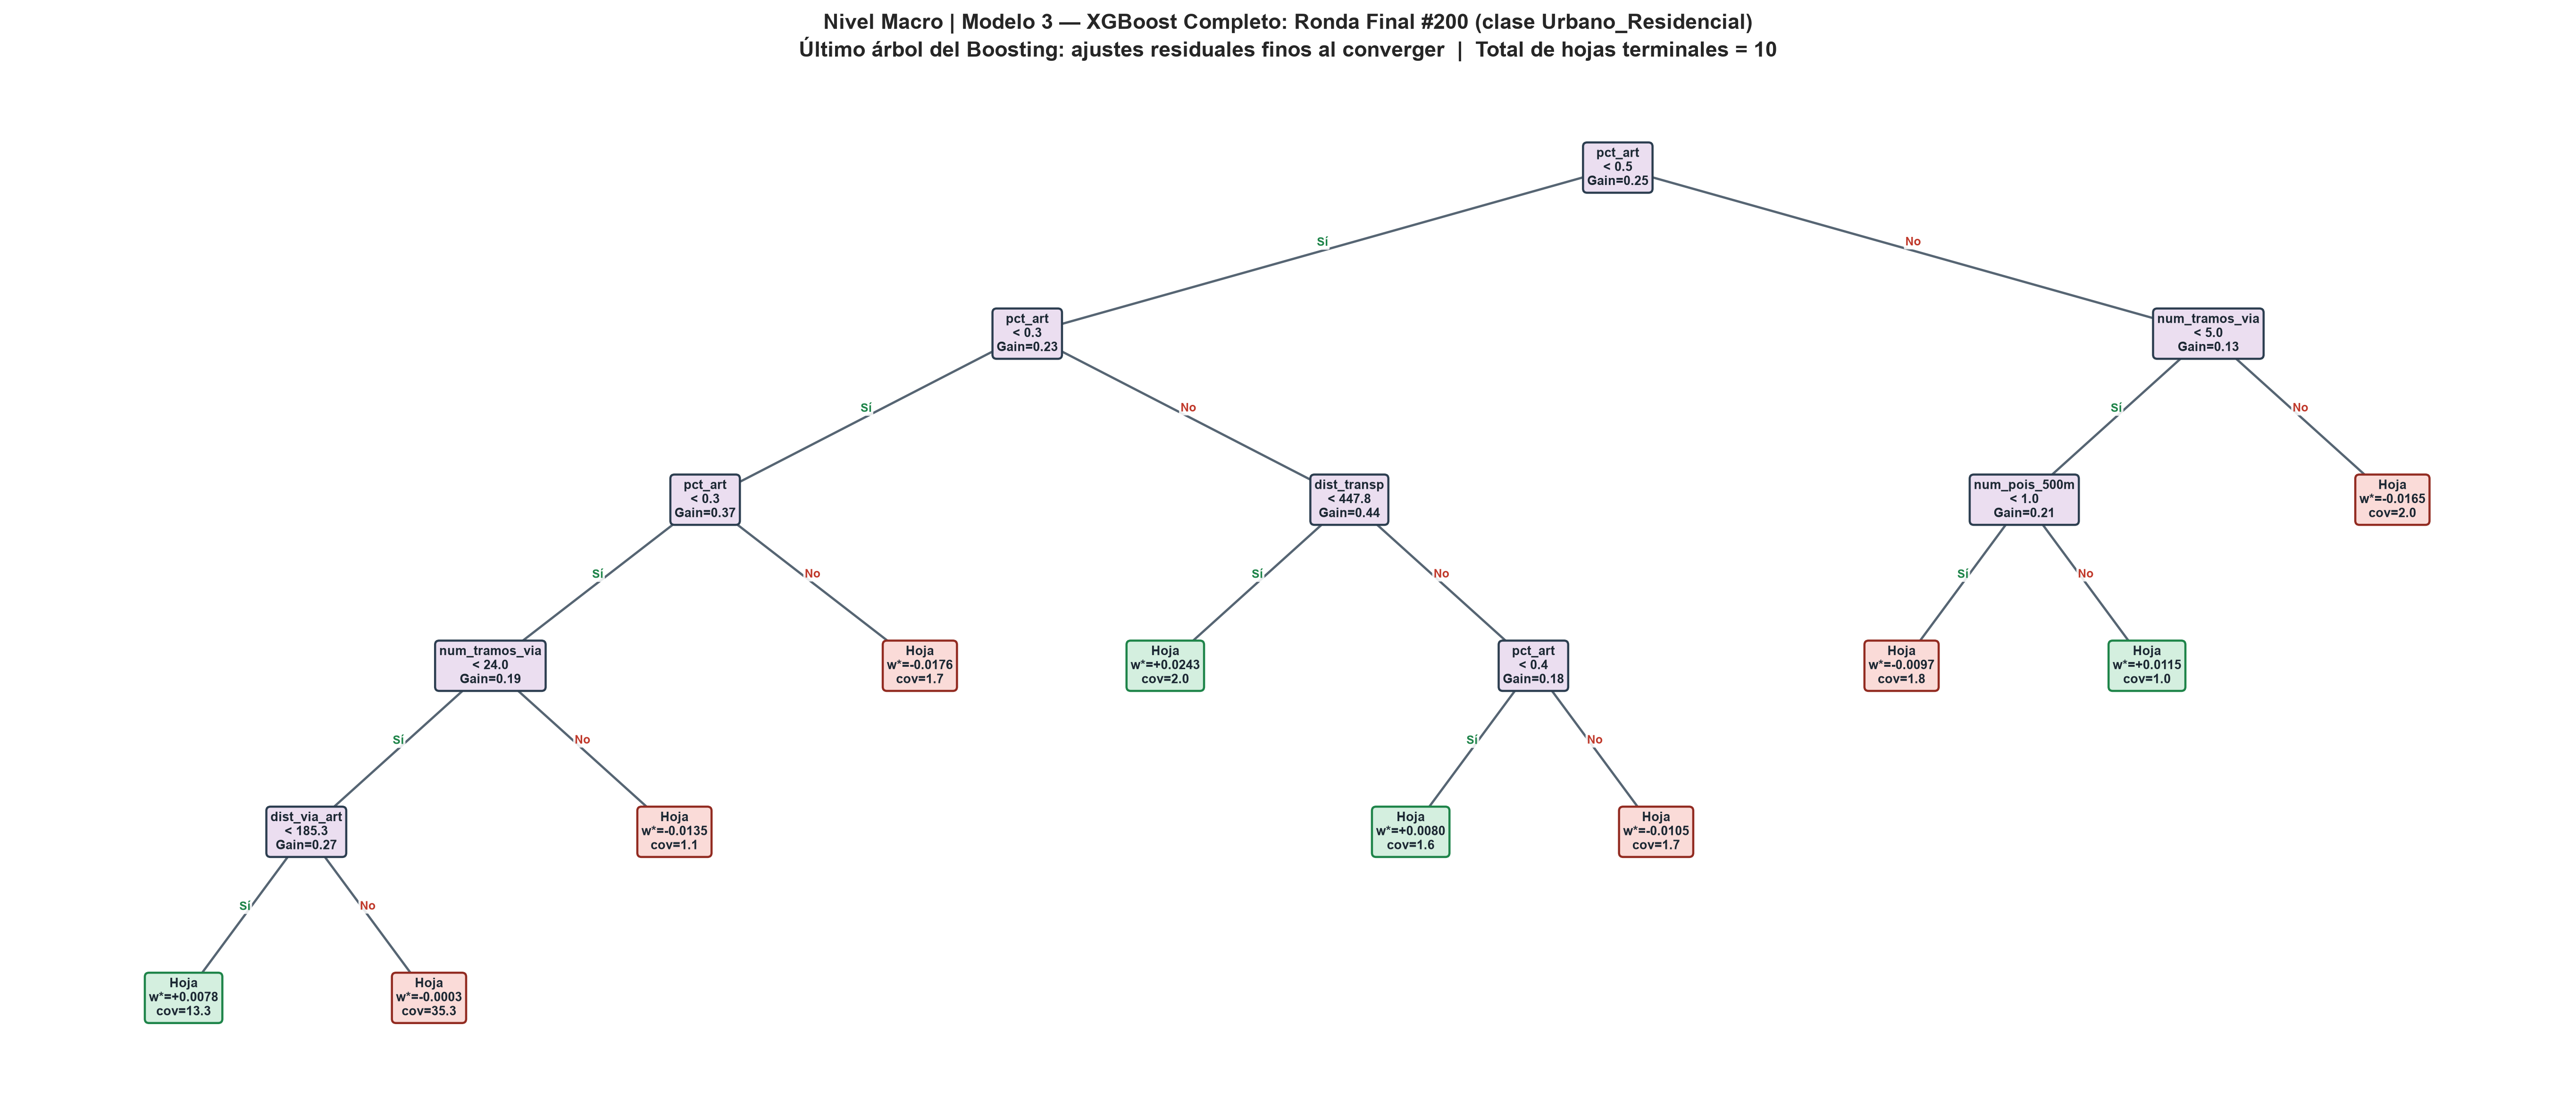 Nivel Macro | Modelo 3 — XGBoost Completo: Ronda Final #200 (clase Urbano_Residencial)
Último árbol del Boosting: ajustes residuales finos al converger | Total de hojas terminales = 10
pct_art
< 0.5
Gain=0.25
Sí
No
pct_art
< 0.3
Gain=0.23
num_tramos_via
< 5.0
Gain=0.13
Sí
No
Sí
No
pct_art
< 0.3
Gain=0.37
dist_transp
< 447.8
Gain=0.44
num_pois_500m
< 1.0
Gain=0.21
Hoja
w*=-0.0165
cov=2.0
Sí
No
Sí
No
Sí
No
num_tramos_via
< 24.0
Gain=0.19
Hoja
w*=-0.0176
cov=1.7
Hoja
w*=+0.0243
cov=2.0
pct_art
< 0.4
Gain=0.18
Hoja
w*=-0.0097
cov=1.8
Hoja
w*=+0.0115
cov=1.0
Sí
No
Sí
No
dist_via_art
< 185.3
Gain=0.27
Hoja
w*=-0.0135
cov=1.1
Hoja
w*=+0.0080
cov=1.6
Hoja
w*=-0.0105
cov=1.7
Sí
No
Hoja
w*=+0.0078
cov=13.3
Hoja
w*=-0.0003
cov=35.3